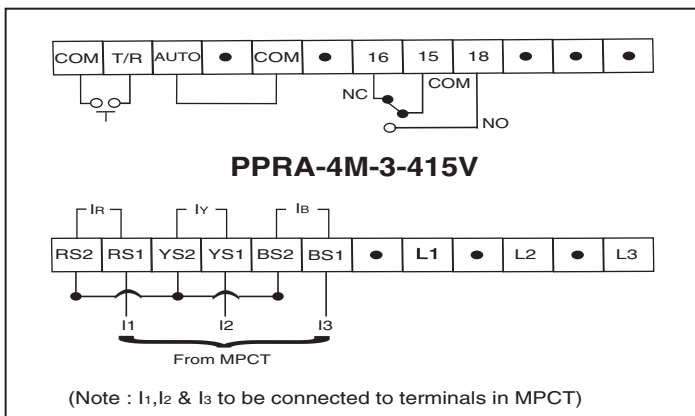 COM T/R AUTO ● COM ● 16 15 18 ● ● ●
NC COM
NO
PPRA-4M-3-415V
IR IY IB
RS2 RS1 YS2 YS1 BS2 BS1 ● L1 ● L2 ● L3
I1 I2 I3
From MPCT
(Note : I1,I2 & I3 to be connected to terminals in MPCT)